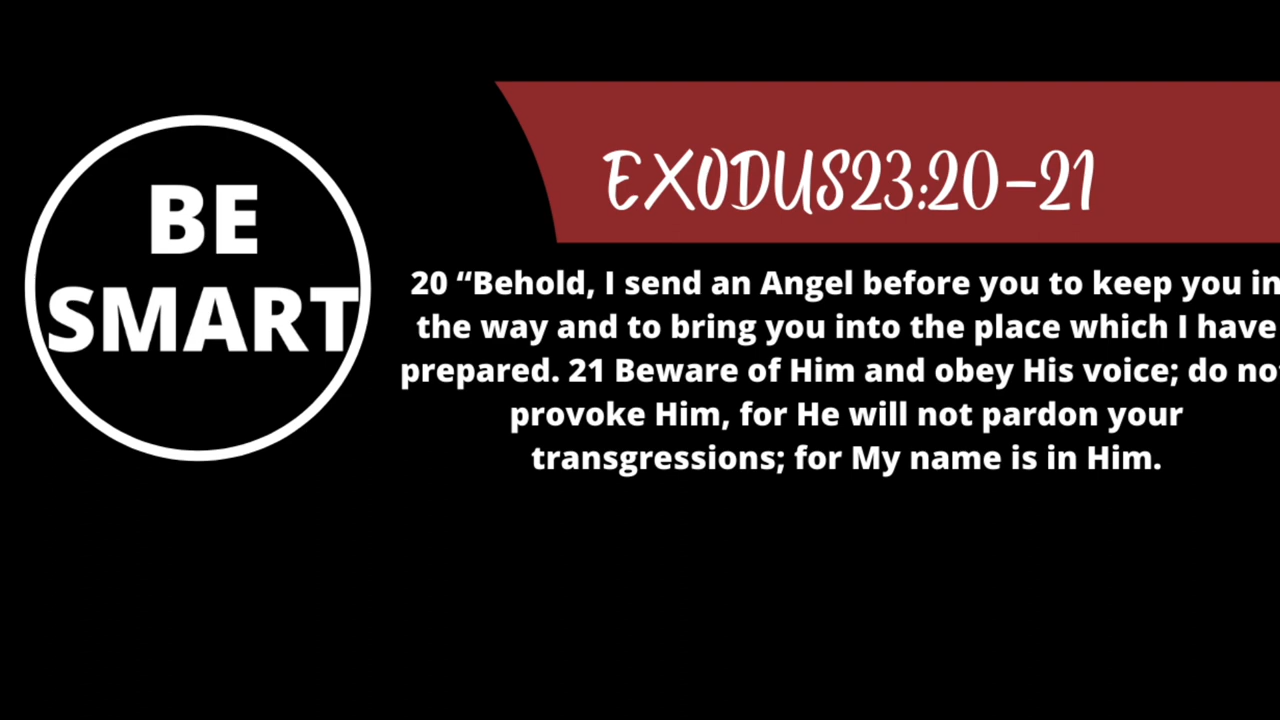 BE
SMART
EXODUS23:20-21
20 “Behold, I send an Angel before you to keep you in
the way and to bring you into the place which I have
prepared. 21 Beware of Him and obey His voice; do not
provoke Him, for He will not pardon your
transgressions; for My name is in Him.